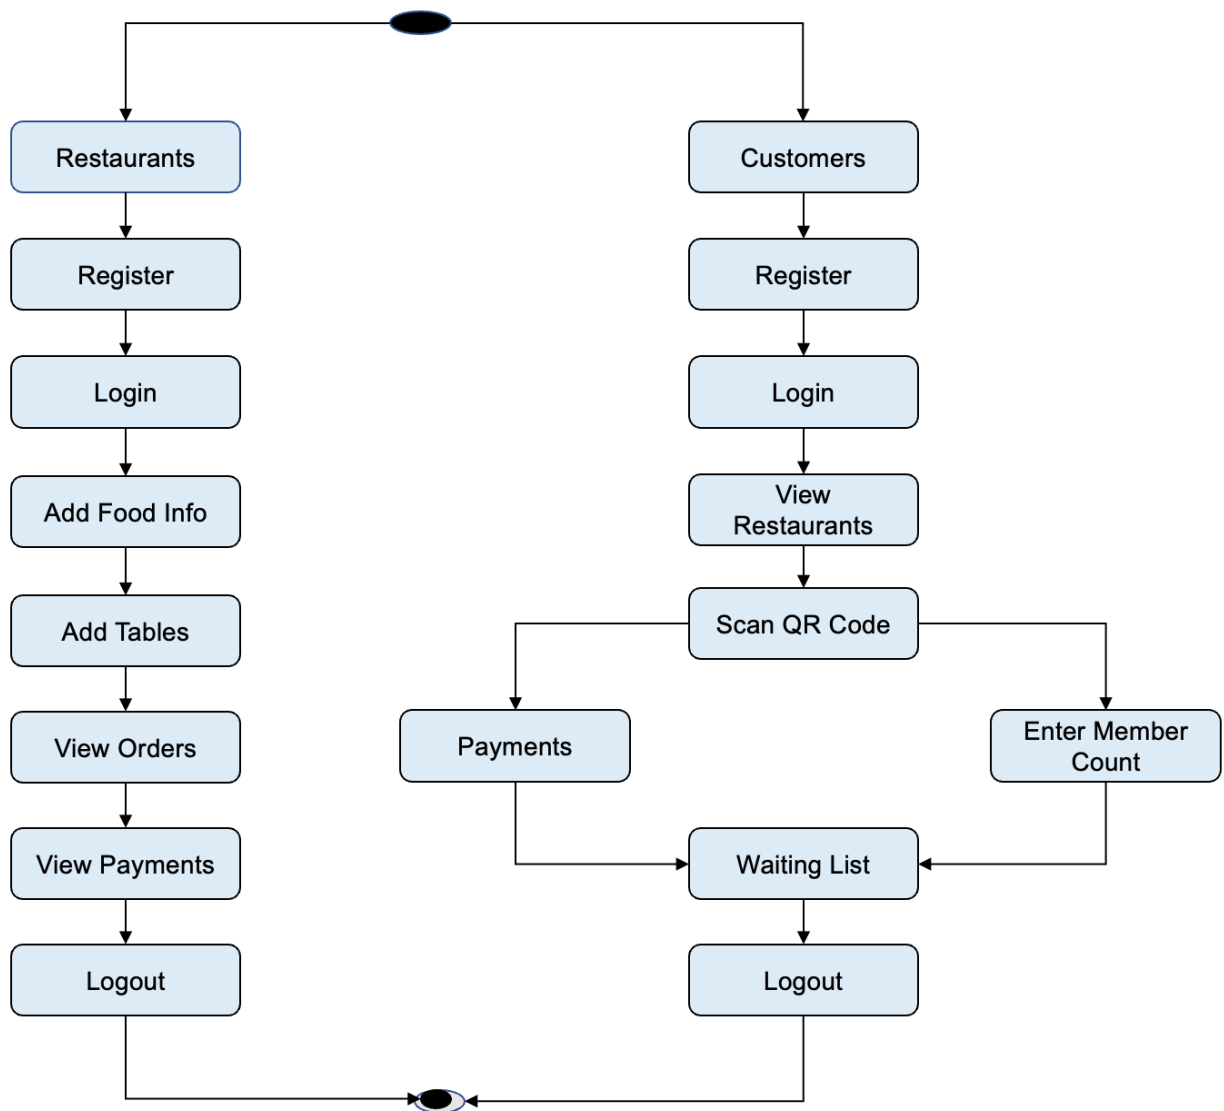 Restaurants
Customers
Register
Register
Login
Login
Add Food Info
View
Restaurants
Add Tables
Scan QR Code
View Orders
Payments
Enter Member
Count
View Payments
Waiting List
Logout
Logout